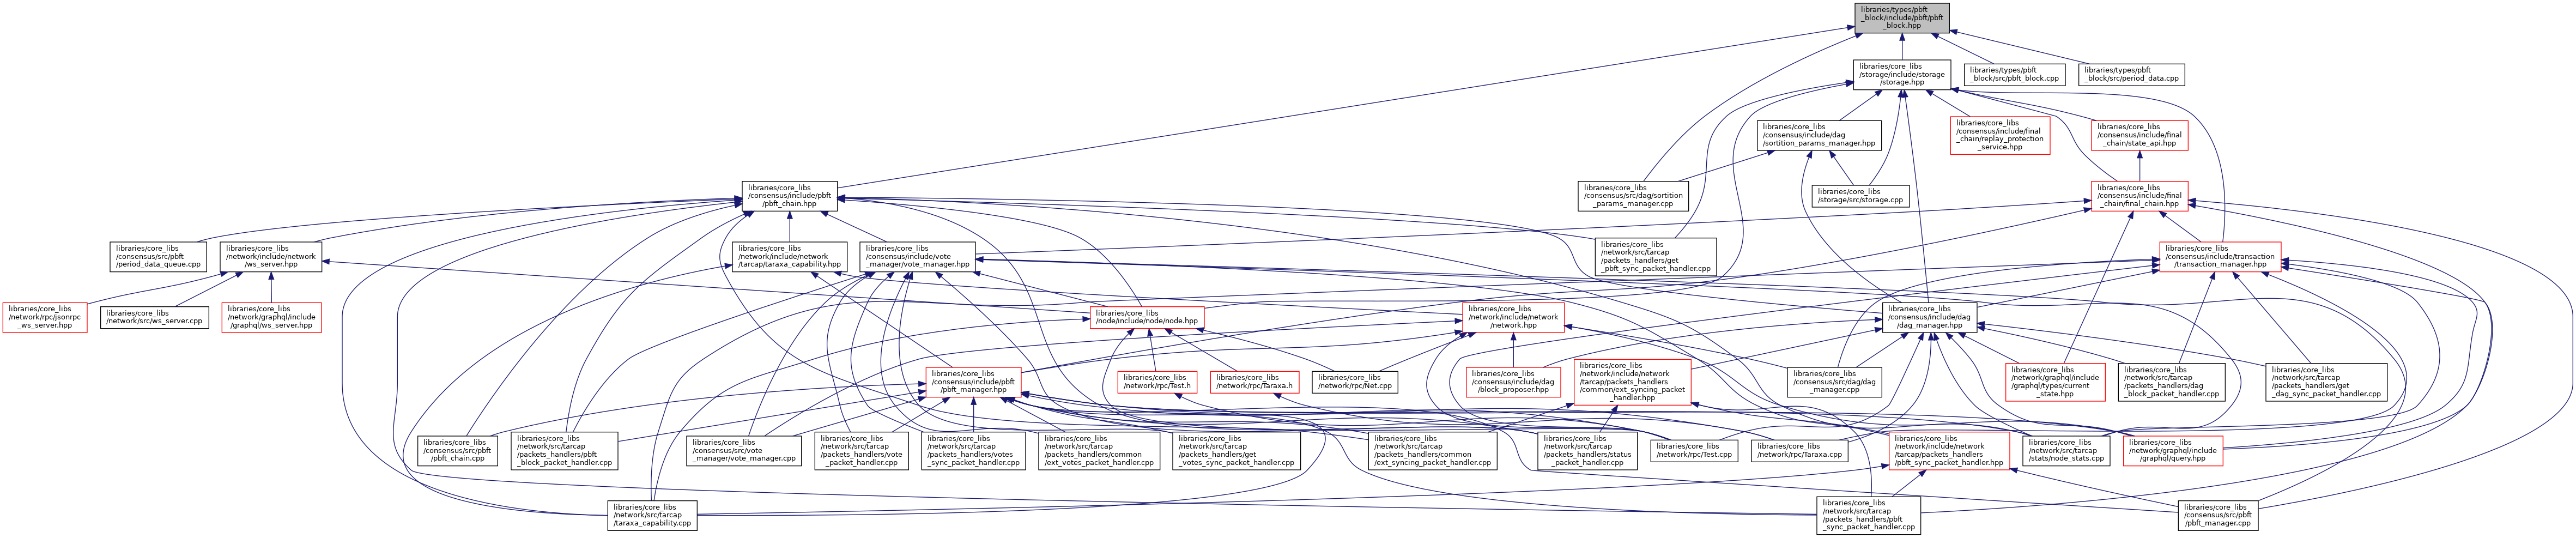 libraries/types/pbft
_block/include/pbft/pbft
_block.hpp
libraries/core_libs
/storage/include/storage
/storage.hpp
libraries/types/pbft
_block/src/pbft_block.cpp
libraries/types/pbft
_block/src/period_data.cpp
libraries/core_libs
/consensus/include/dag
/sortition_params_manager.hpp
libraries/core_libs
/consensus/include/final
_chain/replay_protection
_service.hpp
libraries/core_libs
/consensus/include/final
_chain/state_api.hpp
libraries/core_libs
/consensus/include/pbft
/pbft_chain.hpp
libraries/core_libs
/consensus/src/dag/sortition
_params_manager.cpp
libraries/core_libs
/storage/src/storage.cpp
libraries/core_libs
/consensus/include/final
_chain/final_chain.hpp
libraries/core_libs
/consensus/src/pbft
/period_data_queue.cpp
libraries/core_libs
/network/include/network
/ws_server.hpp
libraries/core_libs
/network/include/network
/tarcap/taraxa_capability.hpp
libraries/core_libs
/consensus/include/vote
_manager/vote_manager.hpp
libraries/core_libs
/network/src/tarcap
/packets_handlers/get
_pbft_sync_packet_handler.cpp
libraries/core_libs
/consensus/include/transaction
/transaction_manager.hpp
libraries/core_libs
/network/rpc/jsonrpc
_ws_server.hpp
libraries/core_libs
/network/src/ws_server.cpp
libraries/core_libs
/network/graphql/include
/graphql/ws_server.hpp
libraries/core_libs
/node/include/node/node.hpp
libraries/core_libs
/network/include/network
/network.hpp
libraries/core_libs
/consensus/include/dag
/dag_manager.hpp
libraries/core_libs
/consensus/include/pbft
/pbft_manager.hpp
libraries/core_libs
/network/rpc/Test.h
libraries/core_libs
/network/rpc/Taraxa.h
libraries/core_libs
/network/rpc/Net.cpp
libraries/core_libs
/consensus/include/dag
/block_proposer.hpp
libraries/core_libs
/network/include/network
/tarcap/packets_handlers
/common/ext_syncing_packet
_handler.hpp
libraries/core_libs
/consensus/src/dag/dag
_manager.cpp
libraries/core_libs
/network/graphql/include
/graphql/types/current
_state.hpp
libraries/core_libs
/network/src/tarcap
/packets_handlers/dag
_block_packet_handler.cpp
libraries/core_libs
/network/src/tarcap
/packets_handlers/get
_dag_sync_packet_handler.cpp
libraries/core_libs
/consensus/src/pbft
/pbft_chain.cpp
libraries/core_libs
/network/src/tarcap
/packets_handlers/pbft
_block_packet_handler.cpp
libraries/core_libs
/consensus/src/vote
_manager/vote_manager.cpp
libraries/core_libs
/network/src/tarcap
/packets_handlers/vote
_packet_handler.cpp
libraries/core_libs
/network/src/tarcap
/packets_handlers/votes
_sync_packet_handler.cpp
libraries/core_libs
/network/src/tarcap
/packets_handlers/common
/ext_votes_packet_handler.cpp
libraries/core_libs
/network/src/tarcap
/packets_handlers/get
_votes_sync_packet_handler.cpp
libraries/core_libs
/network/src/tarcap
/packets_handlers/common
/ext_syncing_packet_handler.cpp
libraries/core_libs
/network/src/tarcap
/packets_handlers/status
_packet_handler.cpp
libraries/core_libs
/network/rpc/Test.cpp
libraries/core_libs
/network/rpc/Taraxa.cpp
libraries/core_libs
/network/include/network
/tarcap/packets_handlers
/pbft_sync_packet_handler.hpp
libraries/core_libs
/network/src/tarcap
/stats/node_stats.cpp
libraries/core_libs
/network/graphql/include
/graphql/query.hpp
libraries/core_libs
/network/src/tarcap
/taraxa_capability.cpp
libraries/core_libs
/network/src/tarcap
/packets_handlers/pbft
_sync_packet_handler.cpp
libraries/core_libs
/consensus/src/pbft
/pbft_manager.cpp